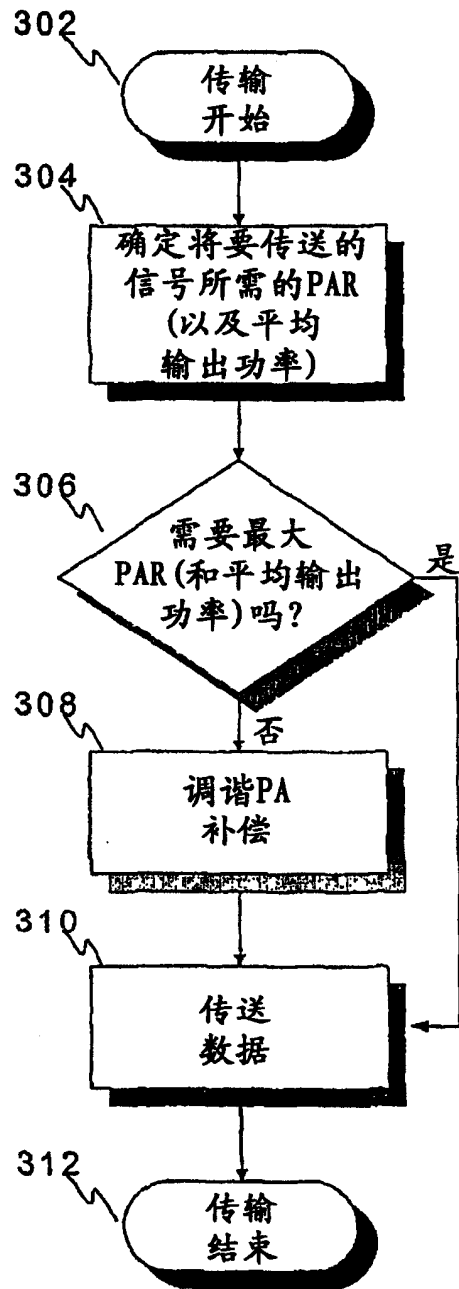 302
传输
开始
304
确定将要传送的
信号所需的PAR
(以及平均
输出功率)
306
需要最大
PAR(和平均输出
功率)吗?
是
否
308
调谐PA
补偿
310
传送
数据
312
传输
结束